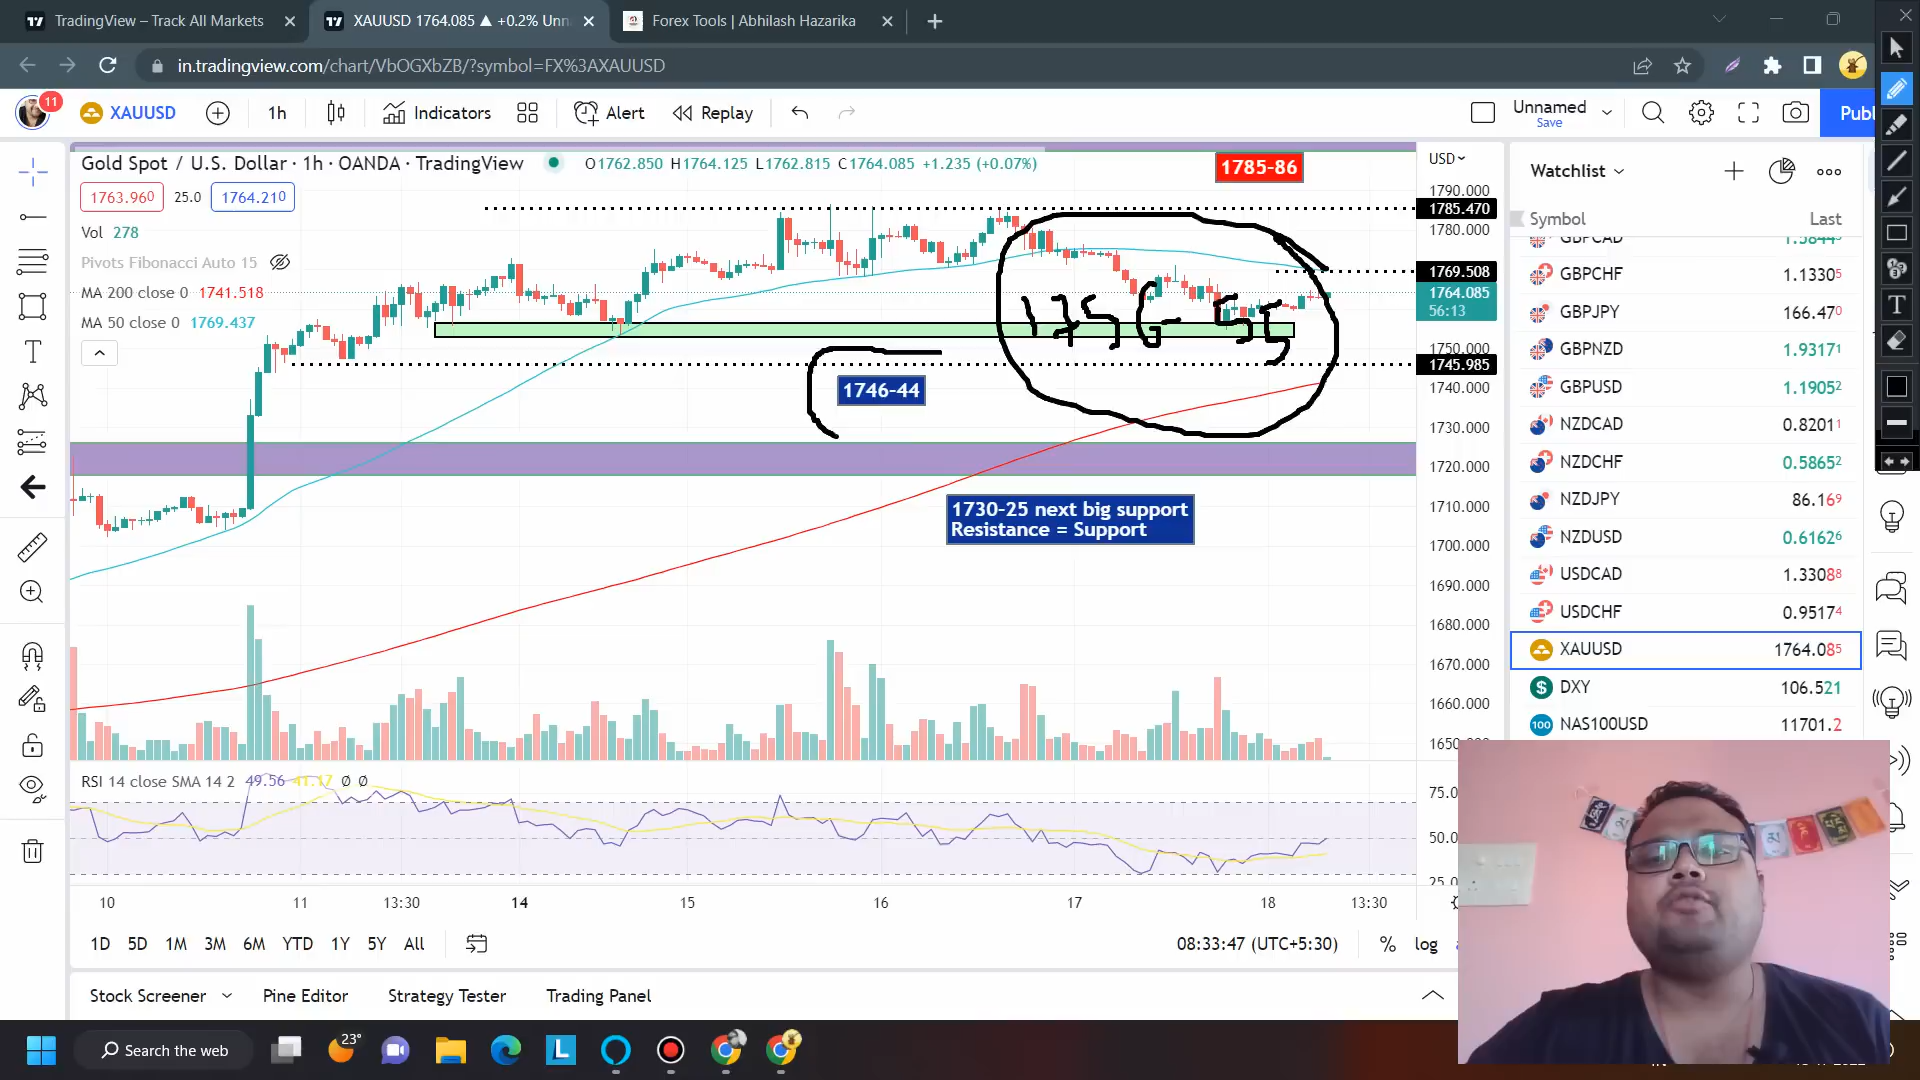 TradingView – Track All Markets
XAUUSD 1764.085 ▲ +0.2% Unna
Forex Tools | Abhilash Hazarika
in.tradingview.com/chart/VbOGXbZB/?symbol=FX%3AXAUUSD
11
XAUUSD
1h
Indicators
Alert
Replay
Unnamed
Save
Publ
Gold Spot / U.S. Dollar · 1h · OANDA · TradingView
O1762.850 H1764.125 L1762.815 C1764.085 +1.235 (+0.07%)
1785-86
USD
1763.960
25.0
1764.210
Vol 278
Pivots Fibonacci Auto 15
MA 200 close 0 1741.518
MA 50 close 0 1769.437
1790.000
1785.470
1780.000
1769.508
1764.085
56:13
1750.000
1745.985
1740.000
1730.000
1720.000
1710.000
1700.000
1690.000
1680.000
1670.000
1660.000
1756-55
1746-44
1730-25 next big support
Resistance = Support
RSI 14 close SMA 14 2 49.56 41.17 Ø Ø
75.0
50.0
25.0
10 11 13:30 14 15 16 17 18 13:30
1D 5D 1M 3M 6M YTD 1Y 5Y All
08:33:47 (UTC+5:30)
% log
Stock Screener
Pine Editor
Strategy Tester
Trading Panel
Watchlist
Symbol Last
GBPCAD 1.58445
GBPCHF 1.13305
GBPJPY 166.470
GBPNZD 1.93171
GBPUSD 1.19052
NZDCAD 0.82011
NZDCHF 0.58652
NZDJPY 86.169
NZDUSD 0.61626
USDCAD 1.33088
USDCHF 0.95174
XAUUSD 1764.085
DXY 106.521
NAS100USD 11701.2
100
23°
Search the web